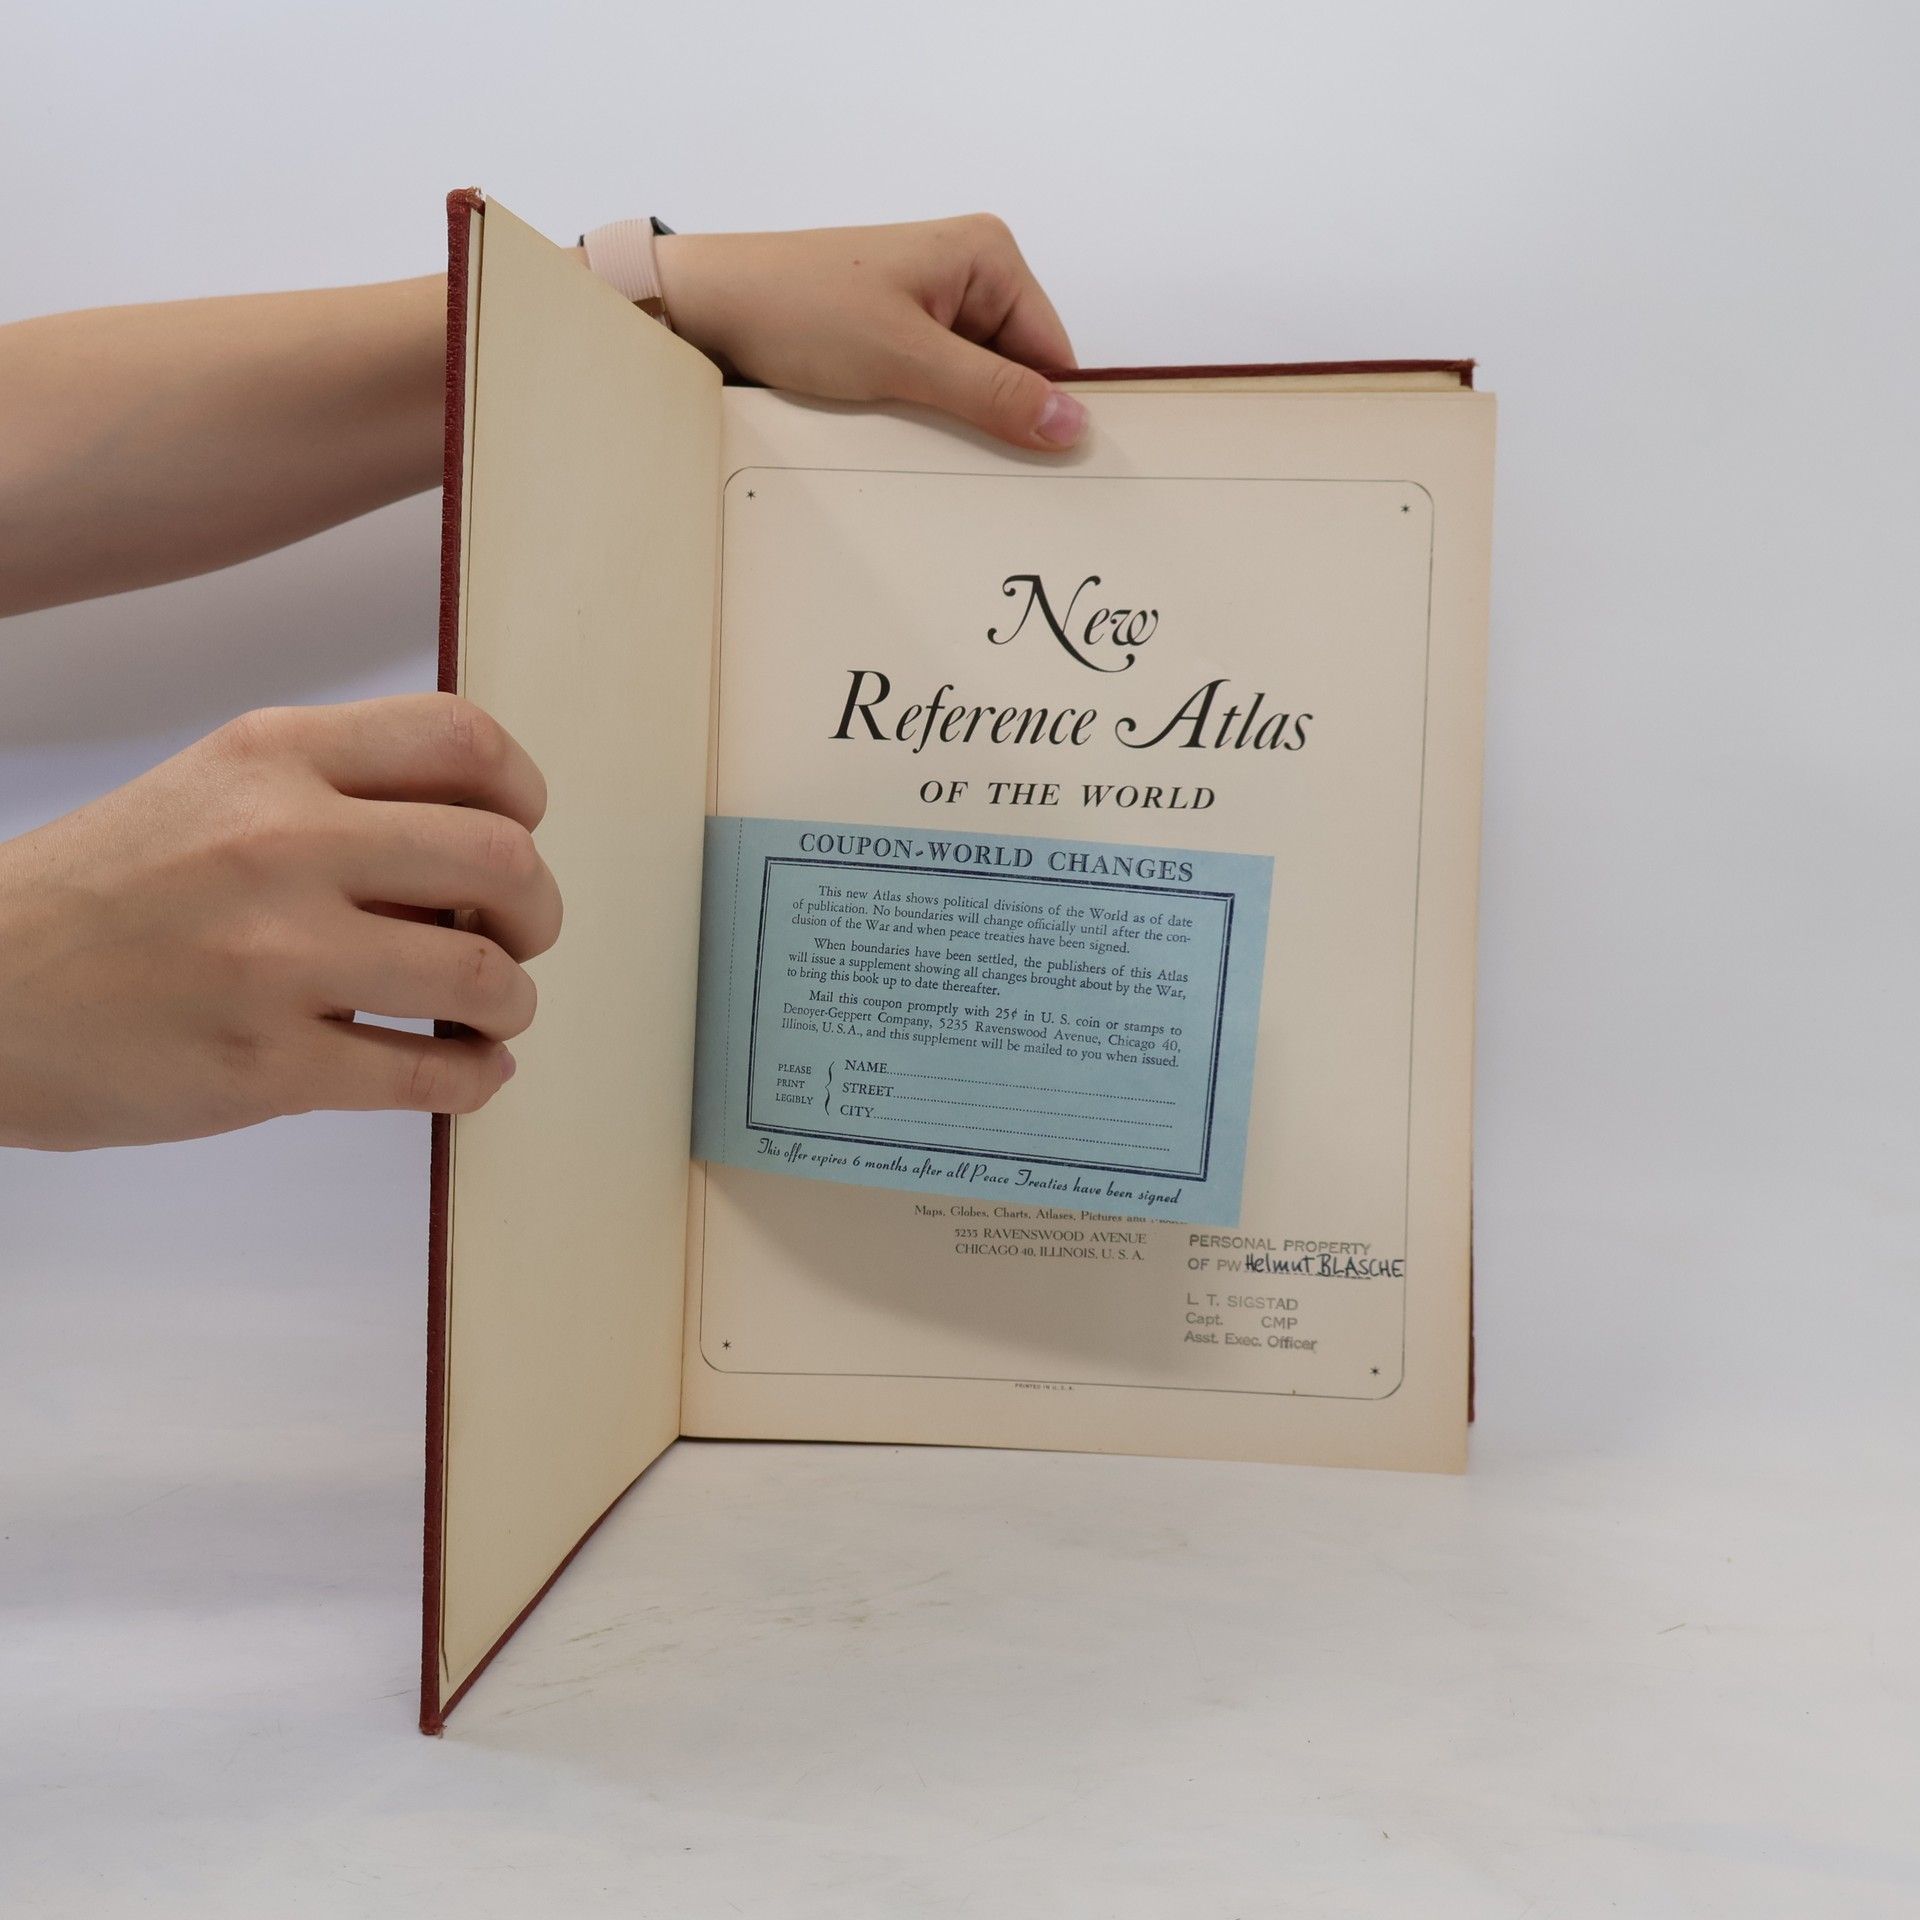 New
Reference Atlas
OF THE WORLD
COUPON-WORLD CHANGES
This new Atlas shows political divisions of the World as of date
of publication. No boundaries will change officially until after the con-
clusion of the War and when peace treaties have been signed.
When boundaries have been settled, the publishers of this Atlas
will issue a supplement showing all changes brought about by the War,
to bring this book up to date thereafter.
Mail this coupon promptly with 25¢ in U. S. coin or stamps to
Denoyer-Geppert Company, 5235 Ravenswood Avenue, Chicago 40,
Illinois, U. S. A., and this supplement will be mailed to you when issued.
PLEASE
PRINT
LEGIBLY
NAME
STREET
CITY
This offer expires 6 months after all Peace Treaties have been signed
Maps, Globes, Charts, Atlases, Pictures and
5235 RAVENSWOOD AVENUE
CHICAGO 40, ILLINOIS, U. S. A.
PERSONAL PROPERTY
OF PW Helmut BLASCHE
L. T. SIGSTAD
Capt. CMP
Asst. Exec. Officer
PRINTED IN U. S. A.